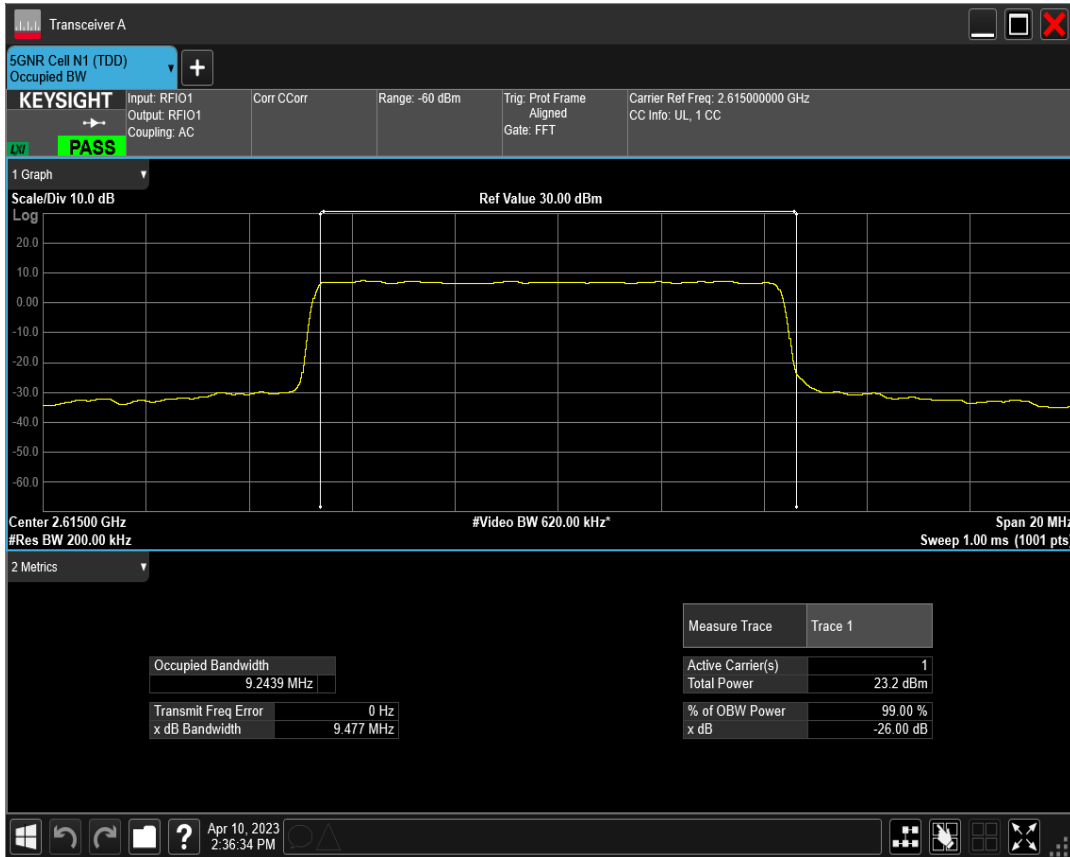 Transceiver A
5GNR Cell N1 (TDD)
Occupied BW
KEYSIGHT
LXI
PASS
Input: RFIO1
Output: RFIO1
Coupling: AC
Corr CCorr
Range: -60 dBm
Trig: Prot Frame
Aligned
Gate: FFT
Carrier Ref Freq: 2.615000000 GHz
CC Info: UL, 1 CC
1 Graph
Scale/Div 10.0 dB
Ref Value 30.00 dBm
Log
20.0
10.0
0.00
-10.0
-20.0
-30.0
-40.0
-50.0
-60.0
Center 2.61500 GHz
#Video BW 620.00 kHz*
Span 20 MHz
#Res BW 200.00 kHz
Sweep 1.00 ms (1001 pts)
2 Metrics
Measure Trace Trace 1
Occupied Bandwidth
9.2439 MHz
Transmit Freq Error 0 Hz
x dB Bandwidth 9.477 MHz
Active Carrier(s) 1
Total Power 23.2 dBm
% of OBW Power 99.00 %
x dB -26.00 dB
Apr 10, 2023
2:36:34 PM